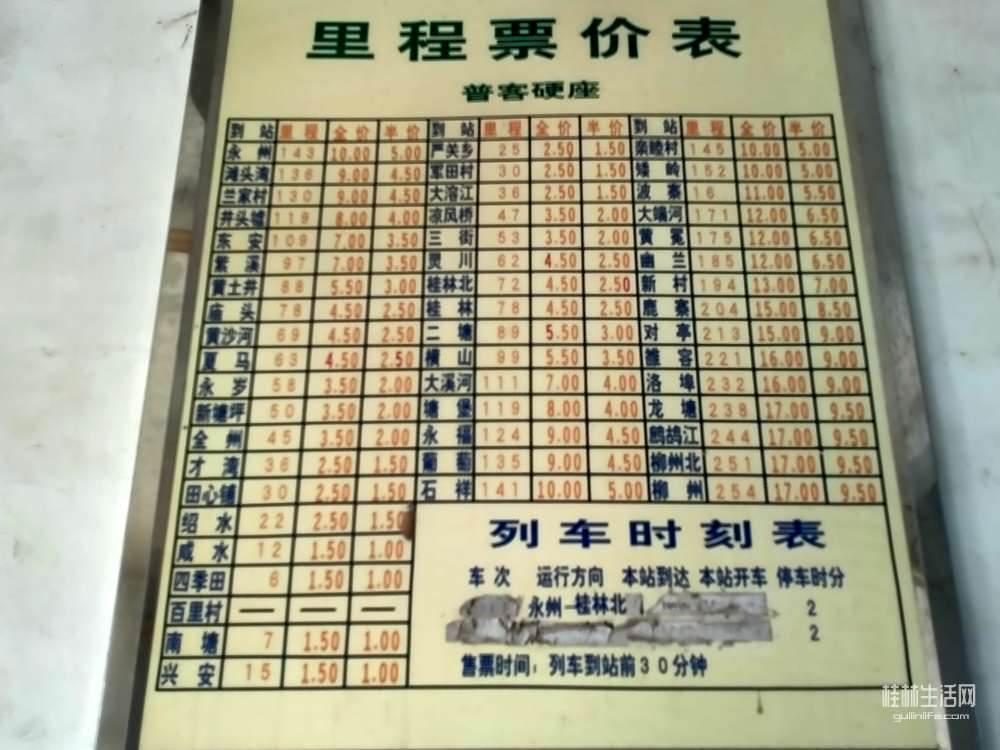 里程票价表
普客硬座
到站 里程 全价 半价 到站 里程 全价 半价 到站 里程 全价 半价
永州 143 10.00 5.00 严关乡 25 2.50 1.50 亲睦村 145 10.00 5.00
滩头湾 136 9.00 4.50 军田村 30 2.50 1.50 矮岭 152 10.00 5.00
兰家村 130 9.00 4.50 大溶江 36 2.50 1.50 波寨 16 11.00 5.50
井头墟 119 8.00 4.00 凉风桥 47 3.50 2.00 大端河 171 12.00 6.50
东安 109 7.00 3.50 三街 53 3.50 2.00 黄冕 175 12.00 6.50
紫溪 97 7.00 3.50 灵川 62 4.50 2.50 幽兰 185 12.00 6.50
黄土井 88 5.50 3.00 桂林北 72 4.50 2.50 新村 194 13.00 7.00
庙头 78 4.50 2.50 桂林 78 4.50 2.50 鹿寨 204 15.00 8.50
黄沙河 69 4.50 2.50 二塘 89 5.50 3.00 对亭 213 15.00 9.00
夏马 63 4.50 2.50 横山 99 5.50 3.50 雒容 221 16.00 9.00
永岁 58 3.50 2.00 大溪河 111 7.00 4.00 洛埠 232 16.00 9.00
新塘坪 50 3.50 2.00 塘堡 119 8.00 4.00 龙塘 238 17.00 9.50
全州 45 3.50 2.00 永福 124 9.00 4.50 鹧鸪江 244 17.00 9.50
才湾 36 2.50 1.50 葡萄 135 9.00 4.50 柳州北 251 17.00 9.50
田心铺 30 2.50 1.50 石祥 141 10.00 5.00 柳州 254 17.00 9.50
绍水 22 2.50 1.50
咸水 12 1.50 1.00
四季田 6 1.50 1.00
百里村 — — —
南塘 7 1.50 1.00
兴安 15 1.50 1.00
列车时刻表
车次 运行方向 本站到达 本站开车 停车时分
永州—桂林北 2
2
售票时间：列车到站前30分钟
桂林生活网
guilinlife.com